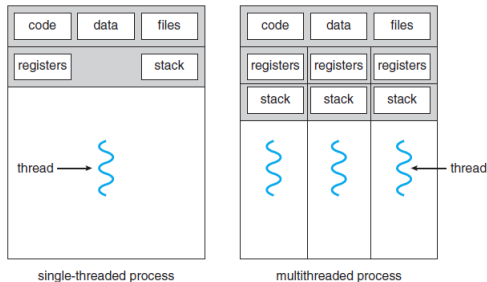 code data files code data files
registers stack registers registers registers
stack stack stack
thread thread
single-threaded process multithreaded process